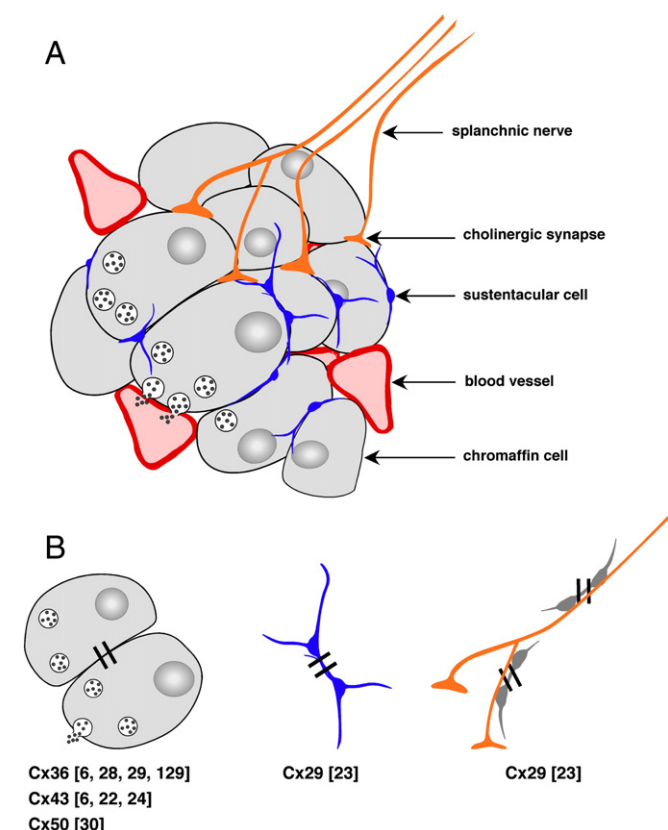 A
splanchnic nerve
cholinergic synapse
sustentacular cell
blood vessel
chromaffin cell
B
Cx36 [6, 28, 29, 129]
Cx29 [23]
Cx29 [23]
Cx43 [6, 22, 24]
Cx50 [30]